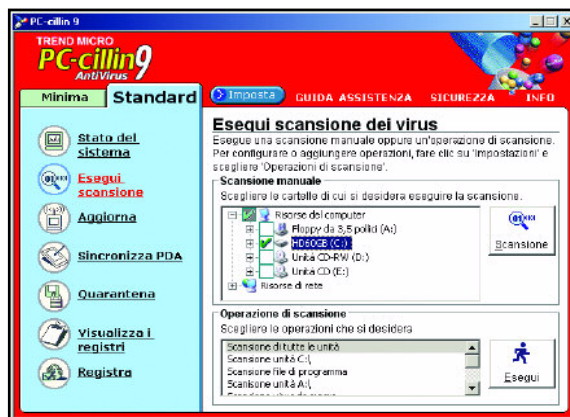 PC-cillin 9
TREND MICRO
PC-cillin 9
AntiVirus
Minima
Standard
Imposta
GUIDA ASSISTENZA
SICUREZZA
INFO
Stato del
sistema
Esegui
scansione
Aggiorna
Sincronizza PDA
Quarantena
Visualizza i
registri
Registra
Esegui scansione dei virus
Esegue una scansione manuale oppure un'operazione di scansione.
Per configurare o aggiungere operazioni, fare clic su 'Impostazioni' e
scegliere 'Operazioni di scansione'.
Scansione manuale
Scegliere le cartelle di cui si desidera eseguire la scansione.
Risorse del computer
Floppy da 3,5 pollici (A:)
HD60GB (C:)
Unità CD-RW (D:)
Unità CD (E:)
Risorse di rete
Scansione
Operazione di scansione
Scegliere le operazioni che si desidera
Scansione di tutte le unità
Scansione unità C:\
Scansione file di programma
Scansione unità A:\
Esegui